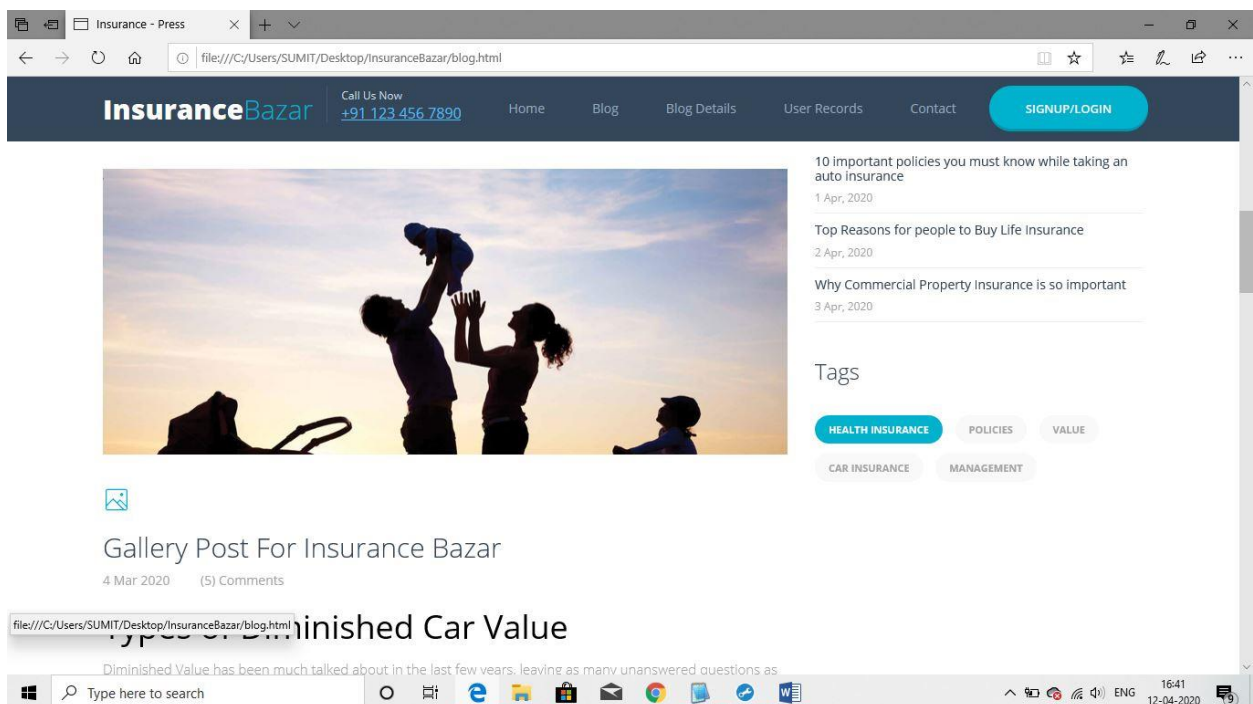 Insurance - Press
file:///C:/Users/SUMIT/Desktop/InsuranceBazar/blog.html
InsuranceBazar
Call Us Now
+91 123 456 7890
Home Blog Blog Details User Records Contact SIGNUP/LOGIN
10 important policies you must know while taking an
auto insurance
1 Apr, 2020
Top Reasons for people to Buy Life Insurance
2 Apr, 2020
Why Commercial Property Insurance is so important
3 Apr, 2020
Tags
HEALTH INSURANCE POLICIES VALUE
CAR INSURANCE MANAGEMENT
Gallery Post For Insurance Bazar
4 Mar 2020 (5) Comments
Types of Diminished Car Value
file:///C:/Users/SUMIT/Desktop/InsuranceBazar/blog.html
Diminished Value has been much talked about in the last few years, leaving as many unanswered questions as
Type here to search
ENG
16:41
12-04-2020
9